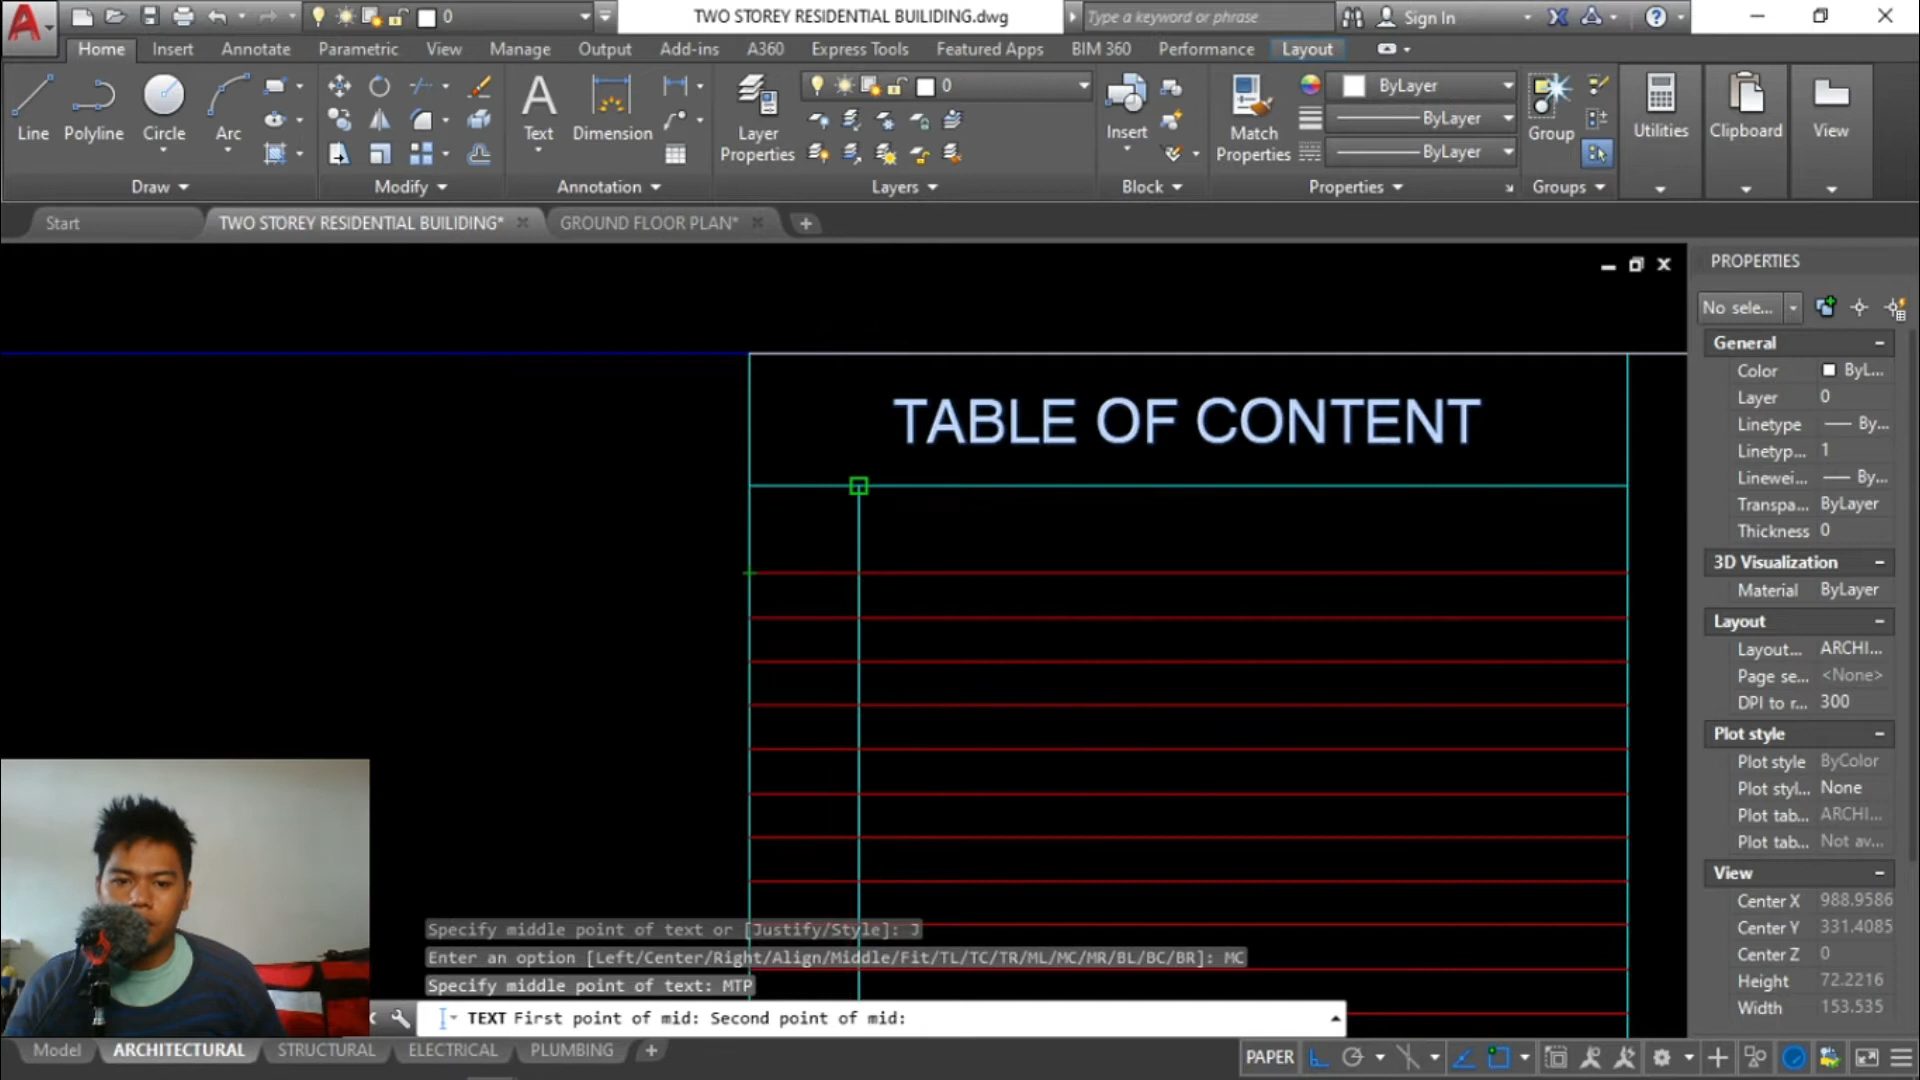 0
TWO STOREY RESIDENTIAL BUILIDING.dwg
Type a keyword or phrase
Sign In
Home
Insert
Annotate
Parametric
View
Manage
Output
Add-ins
A360
Express Tools
Featured Apps
BIM 360
Performance
Layout
Line
Polyline
Circle
Arc
Text
Dimension
Layer
Properties
0
Insert
Match
Properties
ByLayer
ByLayer
ByLayer
Group
Utilities
Clipboard
View
Draw
Modify
Annotation
Layers
Block
Properties
Groups
Start
TWO STOREY RESIDENTIAL BUILIDING*
GROUND FLOOR PLAN*
TABLE OF CONTENT
PROPERTIES
No sele...
General
Color ByL...
Layer 0
Linetype By...
Linetyp... 1
Linewei... By...
Transpa... ByLayer
Thickness 0
3D Visualization
Material ByLayer
Layout
Layout... ARCHI...
Page se... <None>
DPI to r... 300
Plot style
Plot style ByColor
Plot styl... None
Plot tab... ARCHI...
Plot tab... Not av...
View
Center X 988.9586
Center Y 331.4085
Center Z 0
Height 72.2216
Width 153.535
Specify middle point of text or [Justify/Style]: J
Enter an option [Left/Center/Right/Align/Middle/Fit/TL/TC/TR/ML/MC/MR/BL/BC/BR]: MC
Specify middle point of text: MTP
TEXT First point of mid: Second point of mid:
Model
ARCHITECTURAL
STRUCTURAL
ELECTRICAL
PLUMBING
PAPER